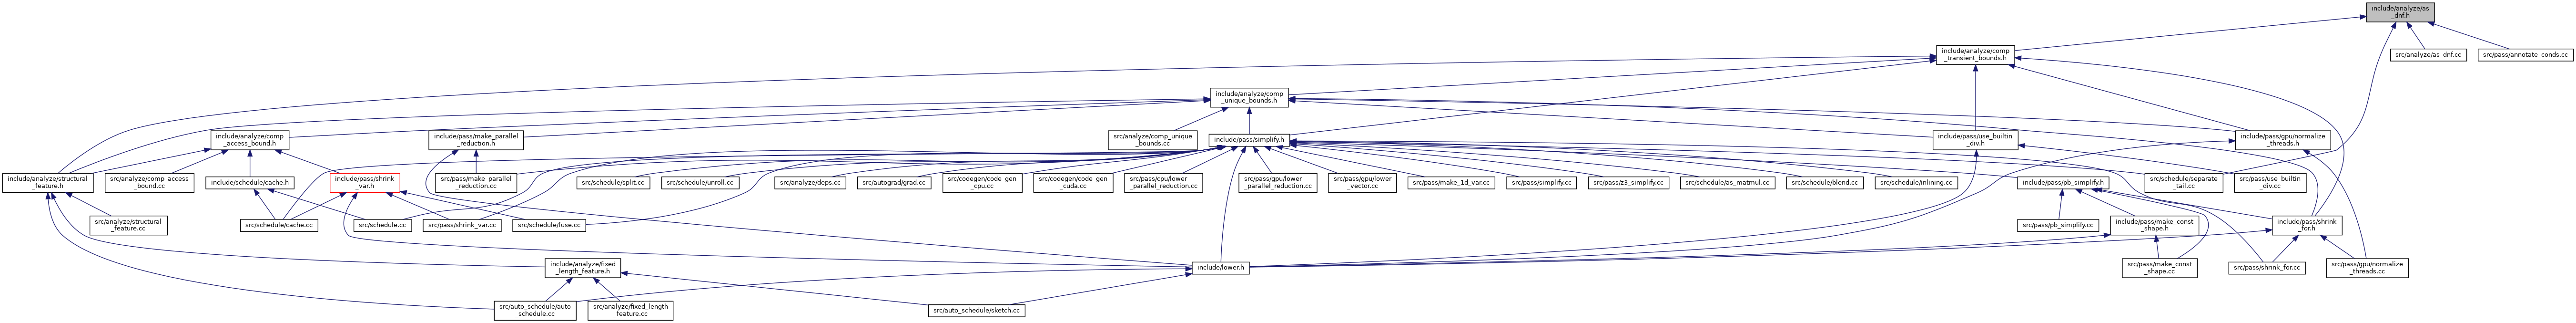 include/analyze/as
_dnf.h
include/analyze/comp
_transient_bounds.h
src/analyze/as_dnf.cc
src/pass/annotate_conds.cc
include/analyze/comp
_unique_bounds.h
include/analyze/comp
_access_bound.h
include/pass/make_parallel
_reduction.h
src/analyze/comp_unique
_bounds.cc
include/pass/simplify.h
include/pass/use_builtin
_div.h
include/pass/gpu/normalize
_threads.h
include/analyze/structural
_feature.h
src/analyze/comp_access
_bound.cc
include/schedule/cache.h
include/pass/shrink
_var.h
src/pass/make_parallel
_reduction.cc
src/schedule/split.cc
src/schedule/unroll.cc
src/analyze/deps.cc
src/autograd/grad.cc
src/codegen/code_gen
_cpu.cc
src/codegen/code_gen
_cuda.cc
src/pass/cpu/lower
_parallel_reduction.cc
src/pass/gpu/lower
_parallel_reduction.cc
src/pass/gpu/lower
_vector.cc
src/pass/make_1d_var.cc
src/pass/simplify.cc
src/pass/z3_simplify.cc
src/schedule/as_matmul.cc
src/schedule/blend.cc
src/schedule/inlining.cc
include/pass/pb_simplify.h
src/schedule/separate
_tail.cc
src/pass/use_builtin
_div.cc
src/analyze/structural
_feature.cc
src/schedule/cache.cc
src/schedule.cc
src/pass/shrink_var.cc
src/schedule/fuse.cc
src/pass/pb_simplify.cc
include/pass/make_const
_shape.h
include/pass/shrink
_for.h
include/analyze/fixed
_length_feature.h
include/lower.h
src/pass/make_const
_shape.cc
src/pass/shrink_for.cc
src/pass/gpu/normalize
_threads.cc
src/auto_schedule/auto
_schedule.cc
src/analyze/fixed_length
_feature.cc
src/auto_schedule/sketch.cc